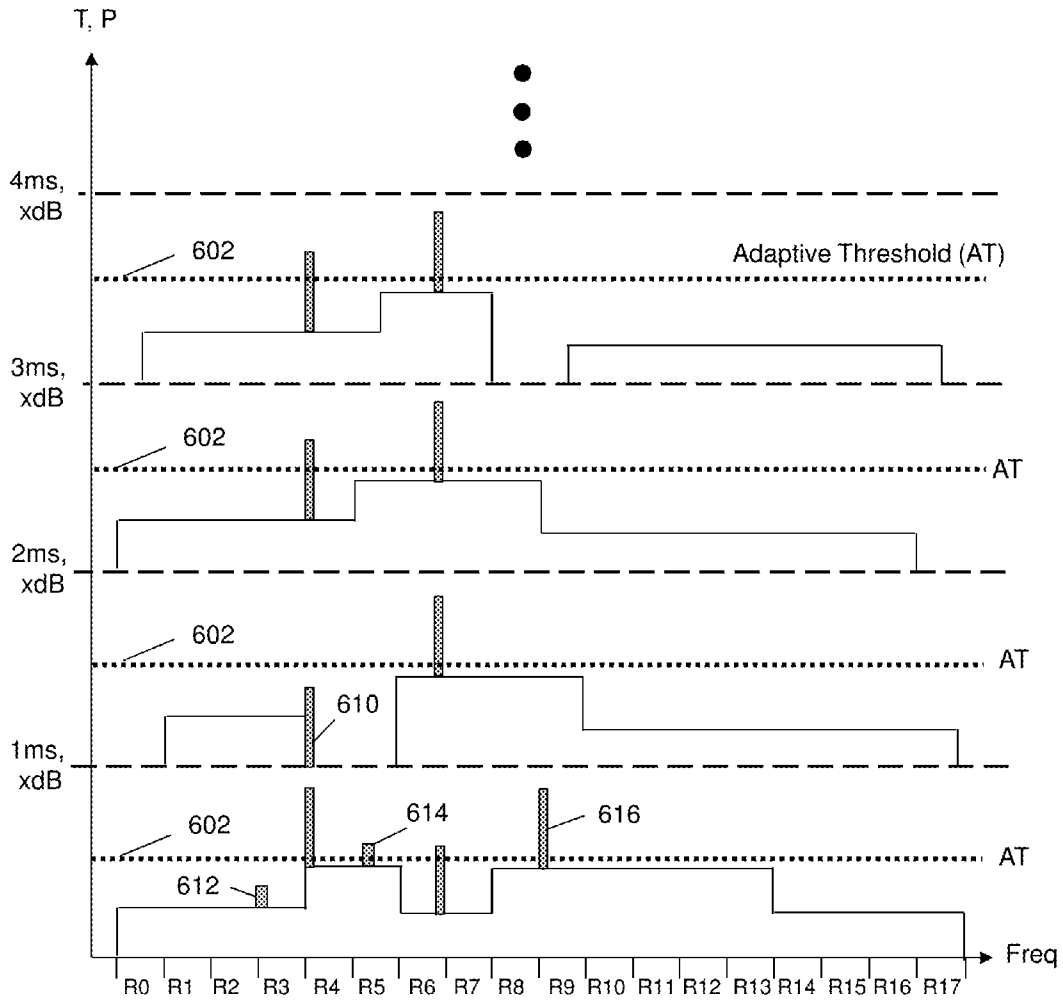 T, P
4ms,
xdB
602
Adaptive Threshold (AT)
3ms,
xdB
602
AT
2ms,
xdB
602
AT
610
1ms,
xdB
602
614
616
AT
612
Freq
R0 R1 R2 R3 R4 R5 R6 R7 R8 R9 R10 R11 R12 R13 R14 R15 R16 R17